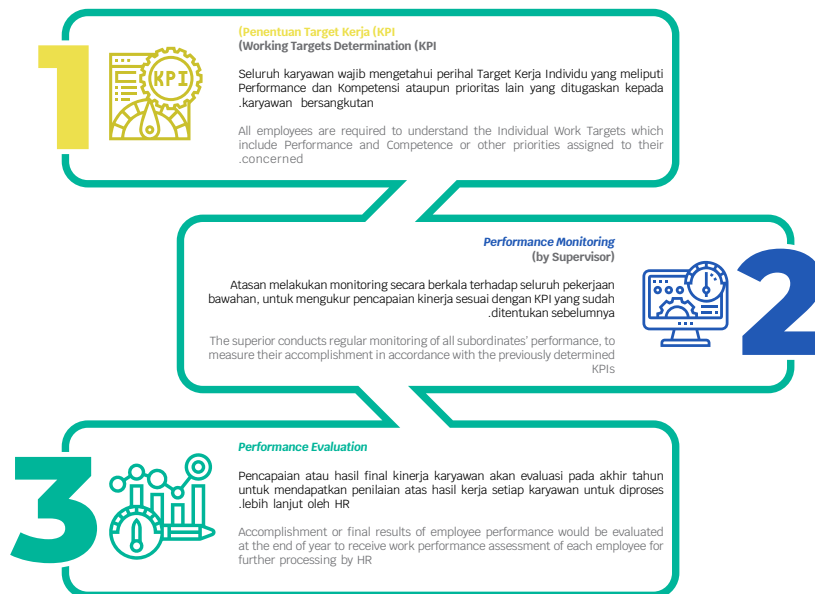 1
KPI
(Penentuan Target Kerja (KPI
(Working Targets Determination (KPI
Seluruh karyawan wajib mengetahui perihal Target Kerja Individu yang meliputi
Performance dan Kompetensi ataupun prioritas lain yang ditugaskan kepada
.karyawan bersangkutan
All employees are required to understand the Individual Work Targets which
include Performance and Competence or other priorities assigned to their
.concerned
2
Performance Monitoring
(by Supervisor)
Atasan melakukan monitoring secara berkala terhadap seluruh pekerjaan
bawahan, untuk mengukur pencapaian kinerja sesuai dengan KPI yang sudah
.ditentukan sebelumnya
The superior conducts regular monitoring of all subordinates' performance, to
measure their accomplishment in accordance with the previously determined
KPIs
3
Performance Evaluation
Pencapaian atau hasil final kinerja karyawan akan evaluasi pada akhir tahun
untuk mendapatkan penilaian atas hasil kerja setiap karyawan untuk diproses
.lebih lanjut oleh HR
Accomplishment or final results of employee performance would be evaluated
at the end of year to receive work performance assessment of each employee for
further processing by HR